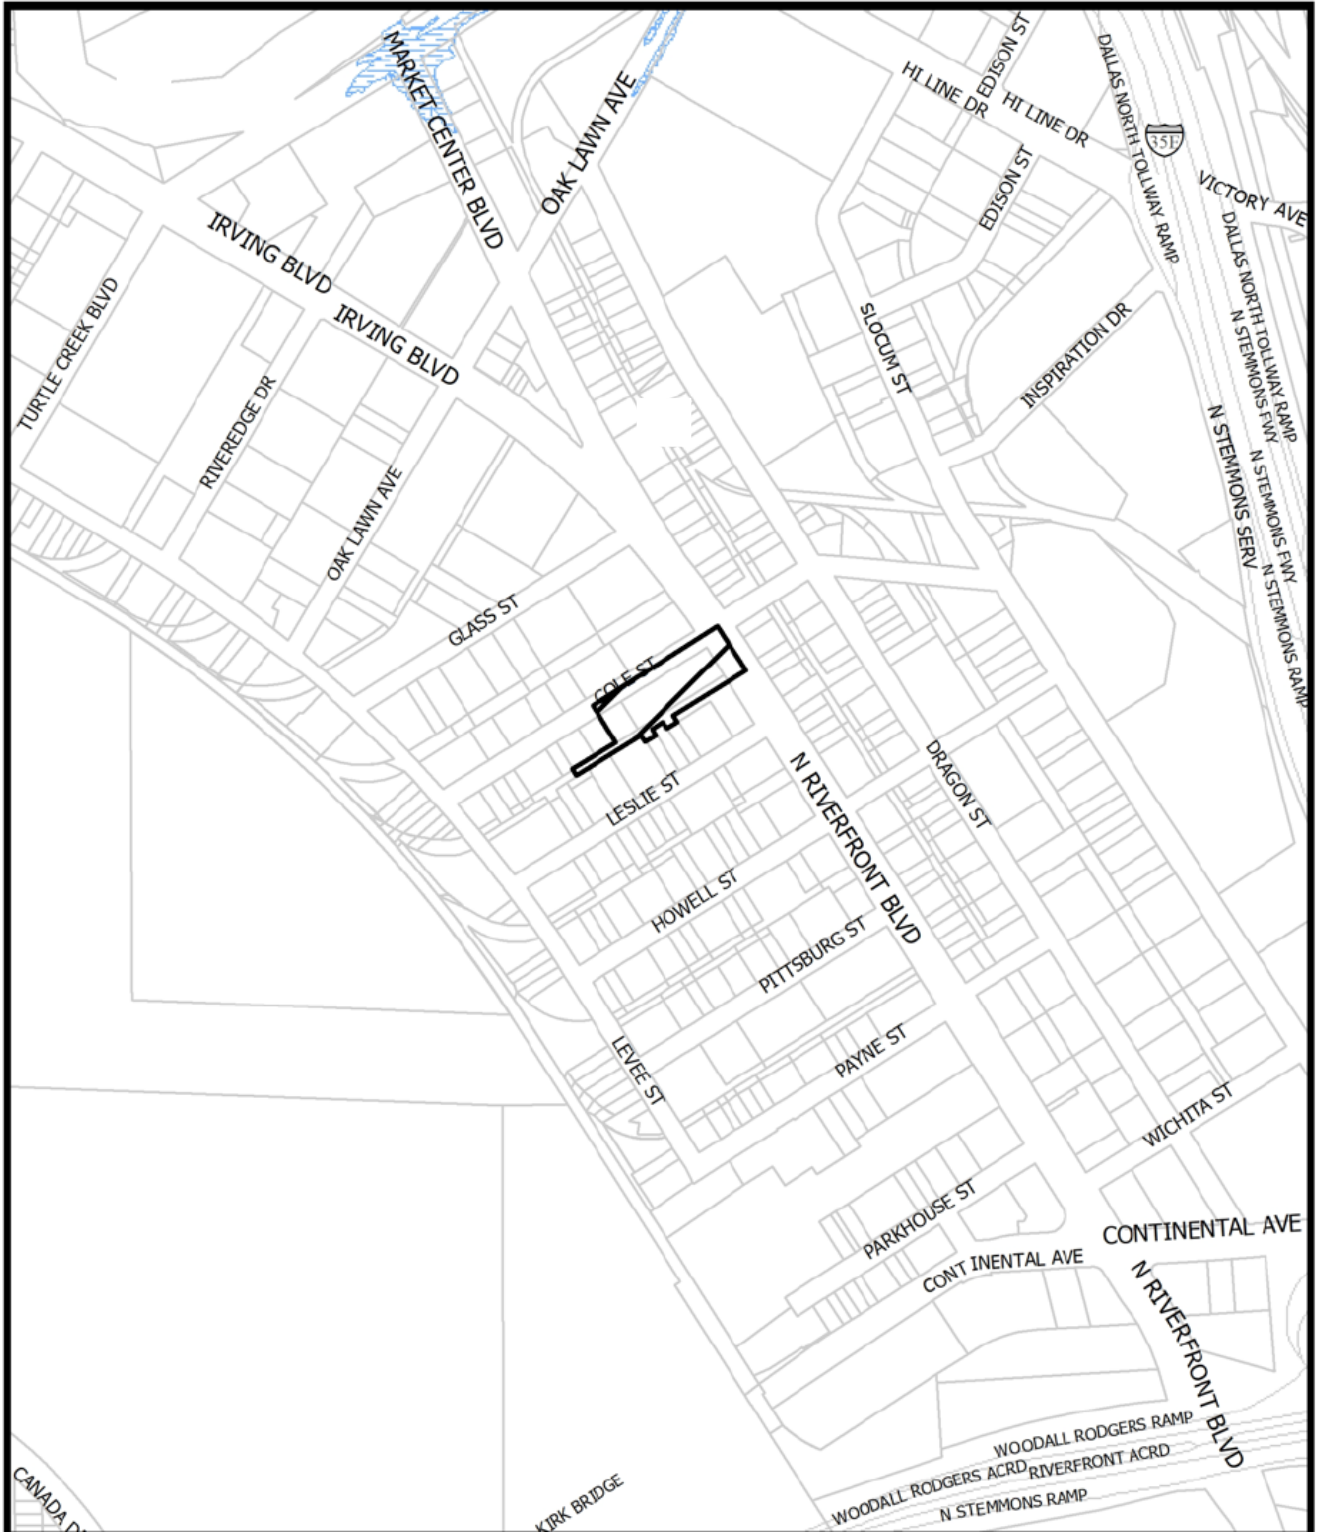 EDISON ST
MARKET CENTER BLVD
OAK LAWN AVE
HI LINE DR
HI LINE DR
DALLAS NORTH TOLLWAY RAMP
35E
EDISON ST
VICTORY AVE
IRVING BLVD
DALLAS NORTH TOLLWAY RAMP
TURTLE CREEK BLVD
IRVING BLVD
SLOCUM ST
INSPIRATION DR
N STEMMONS FWY
RIVEREDGE DR
N STEMMONS SERV
N STEMMONS FWY
OAK LAWN AVE
N STEMMONS RAMP
GLASS ST
COLE ST
LESLIE ST
DRAGON ST
N RIVERFRONT BLVD
HOWELL ST
PITTSBURG ST
LEVEE ST
PAYNE ST
WICHITA ST
PARKHOUSE ST
CONTINENTAL AVE
CONTINENTAL AVE
N RIVERFRONT BLVD
WOODALL RODGERS RAMP
WOODALL RODGERS ACRD
RIVERFRONT ACRD
N STEMMONS RAMP
KIRK BRIDGE
CANADA